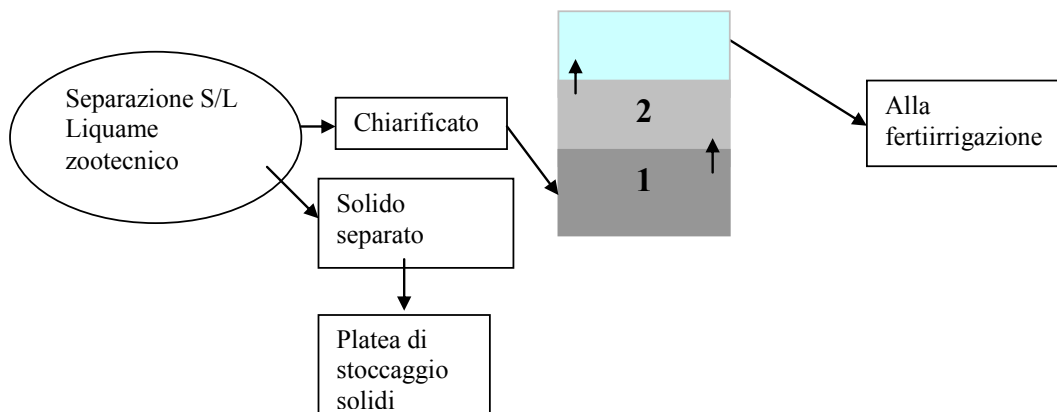 Separazione S/L
Liquame
zootecnico
Chiarificato
Solido
separato
Platea di
stoccaggio
solidi
2
1
Alla
fertiirrigazione